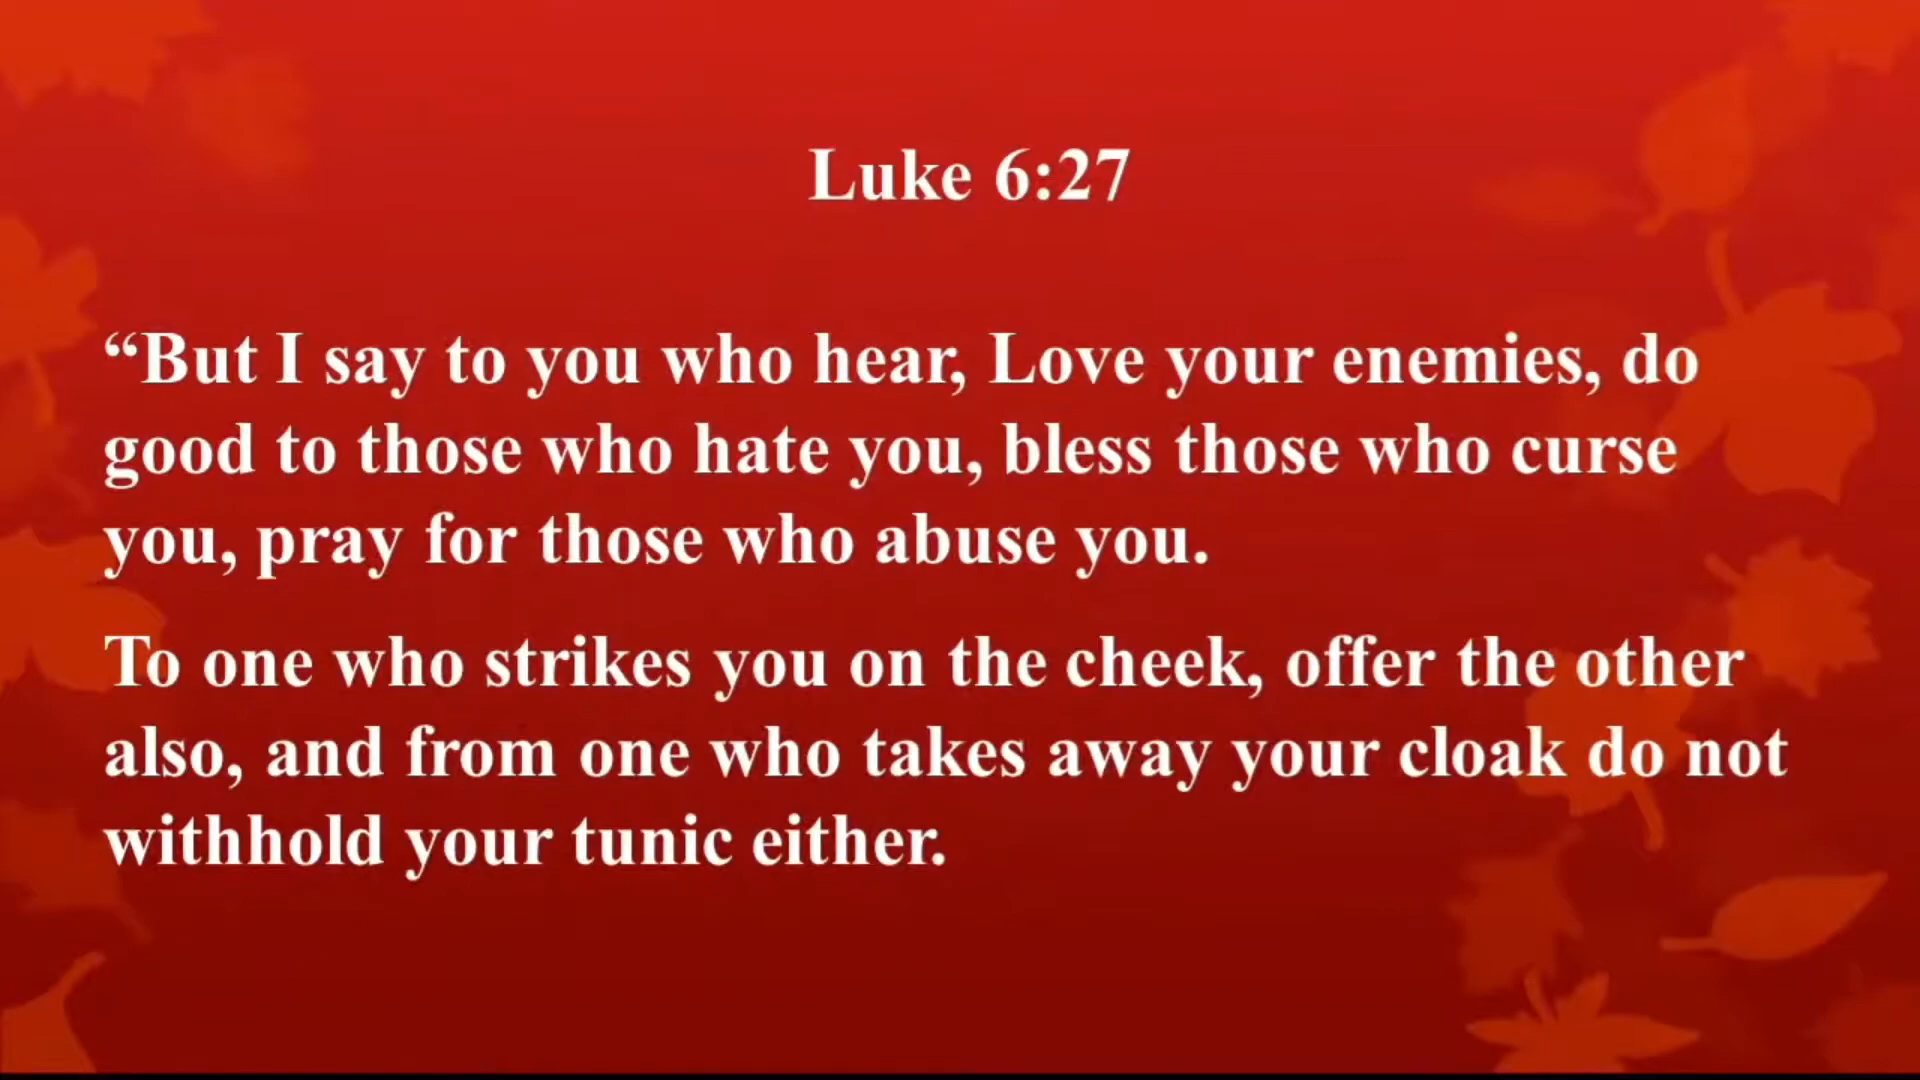 Luke 6:27
“But I say to you who hear, Love your enemies, do
good to those who hate you, bless those who curse
you, pray for those who abuse you.
To one who strikes you on the cheek, offer the other
also, and from one who takes away your cloak do not
withhold your tunic either.